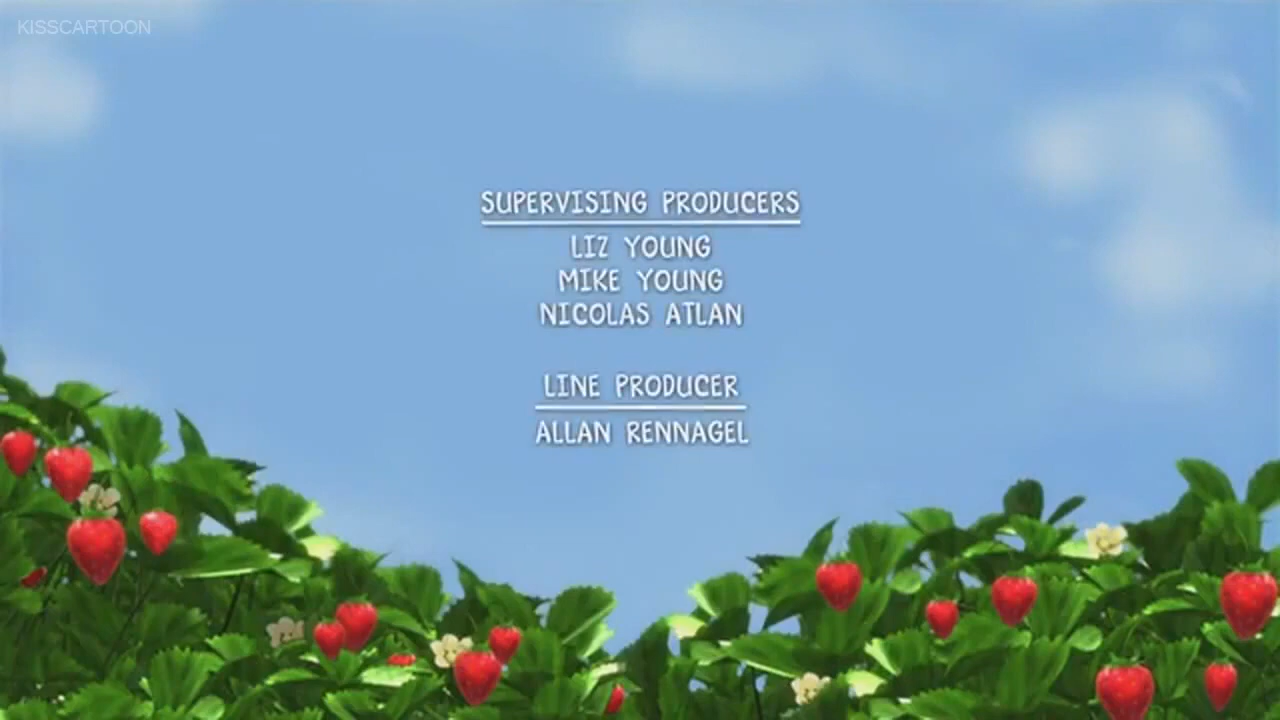 KISSCARTOON
SUPERVISING PRODUCERS
LIZ YOUNG
MIKE YOUNG
NICOLAS ATLAN
LINE PRODUCER
ALLAN RENNAGEL